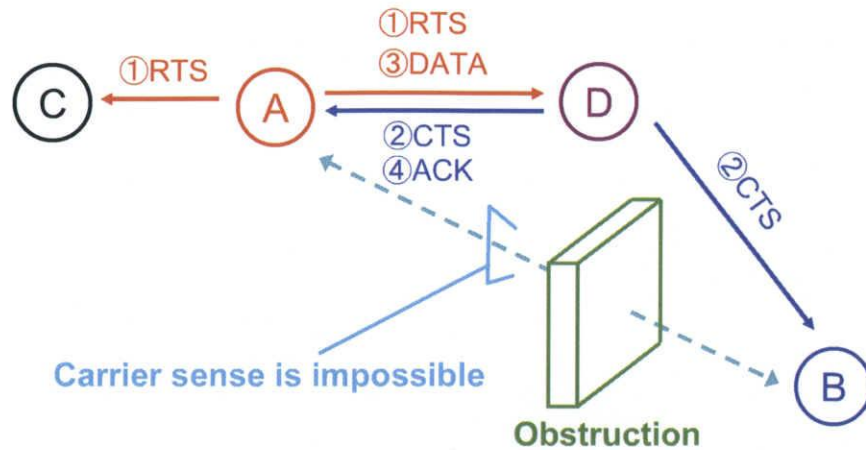 ①RTS
①RTS
③DATA
C
A
D
②CTS
④ACK
②CTS
Carrier sense is impossible
B
Obstruction